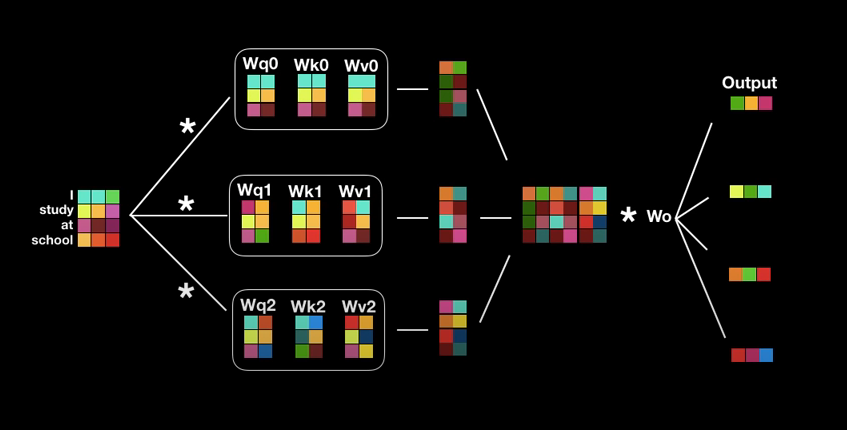 Wq0 Wk0 Wv0
Output
*
I
study
at
school
*
Wq1 Wk1 Wv1
* Wo
*
Wq2 Wk2 Wv2